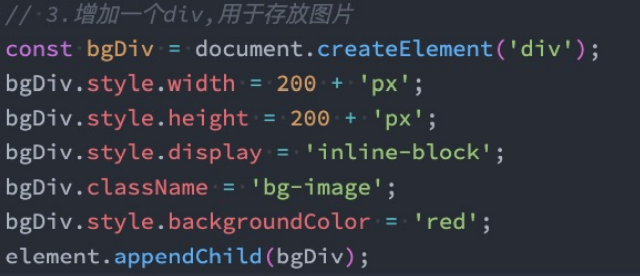 // 3.增加一个div,用于存放图片
const bgDiv = document.createElement('div');
bgDiv.style.width = 200 + 'px';
bgDiv.style.height = 200 + 'px';
bgDiv.style.display = 'inline-block';
bgDiv.className = 'bg-image';
bgDiv.style.backgroundColor = 'red';
element.appendChild(bgDiv);